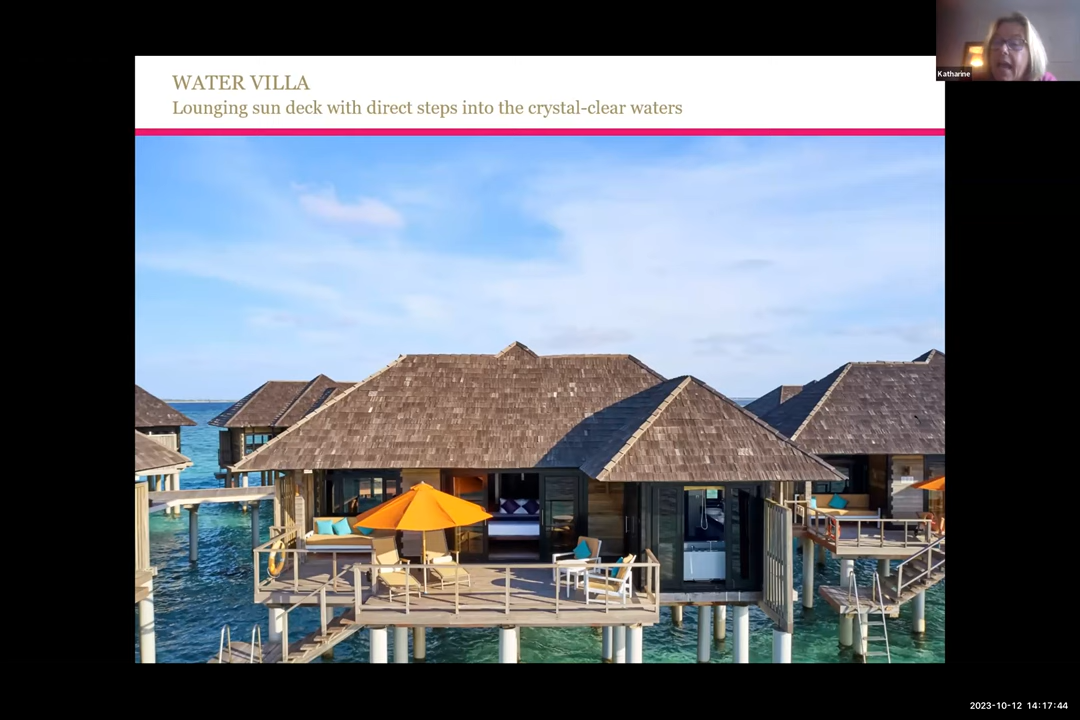 WATER VILLA
Lounging sun deck with direct steps into the crystal-clear waters
Katharine
2023-10-12 14:17:44